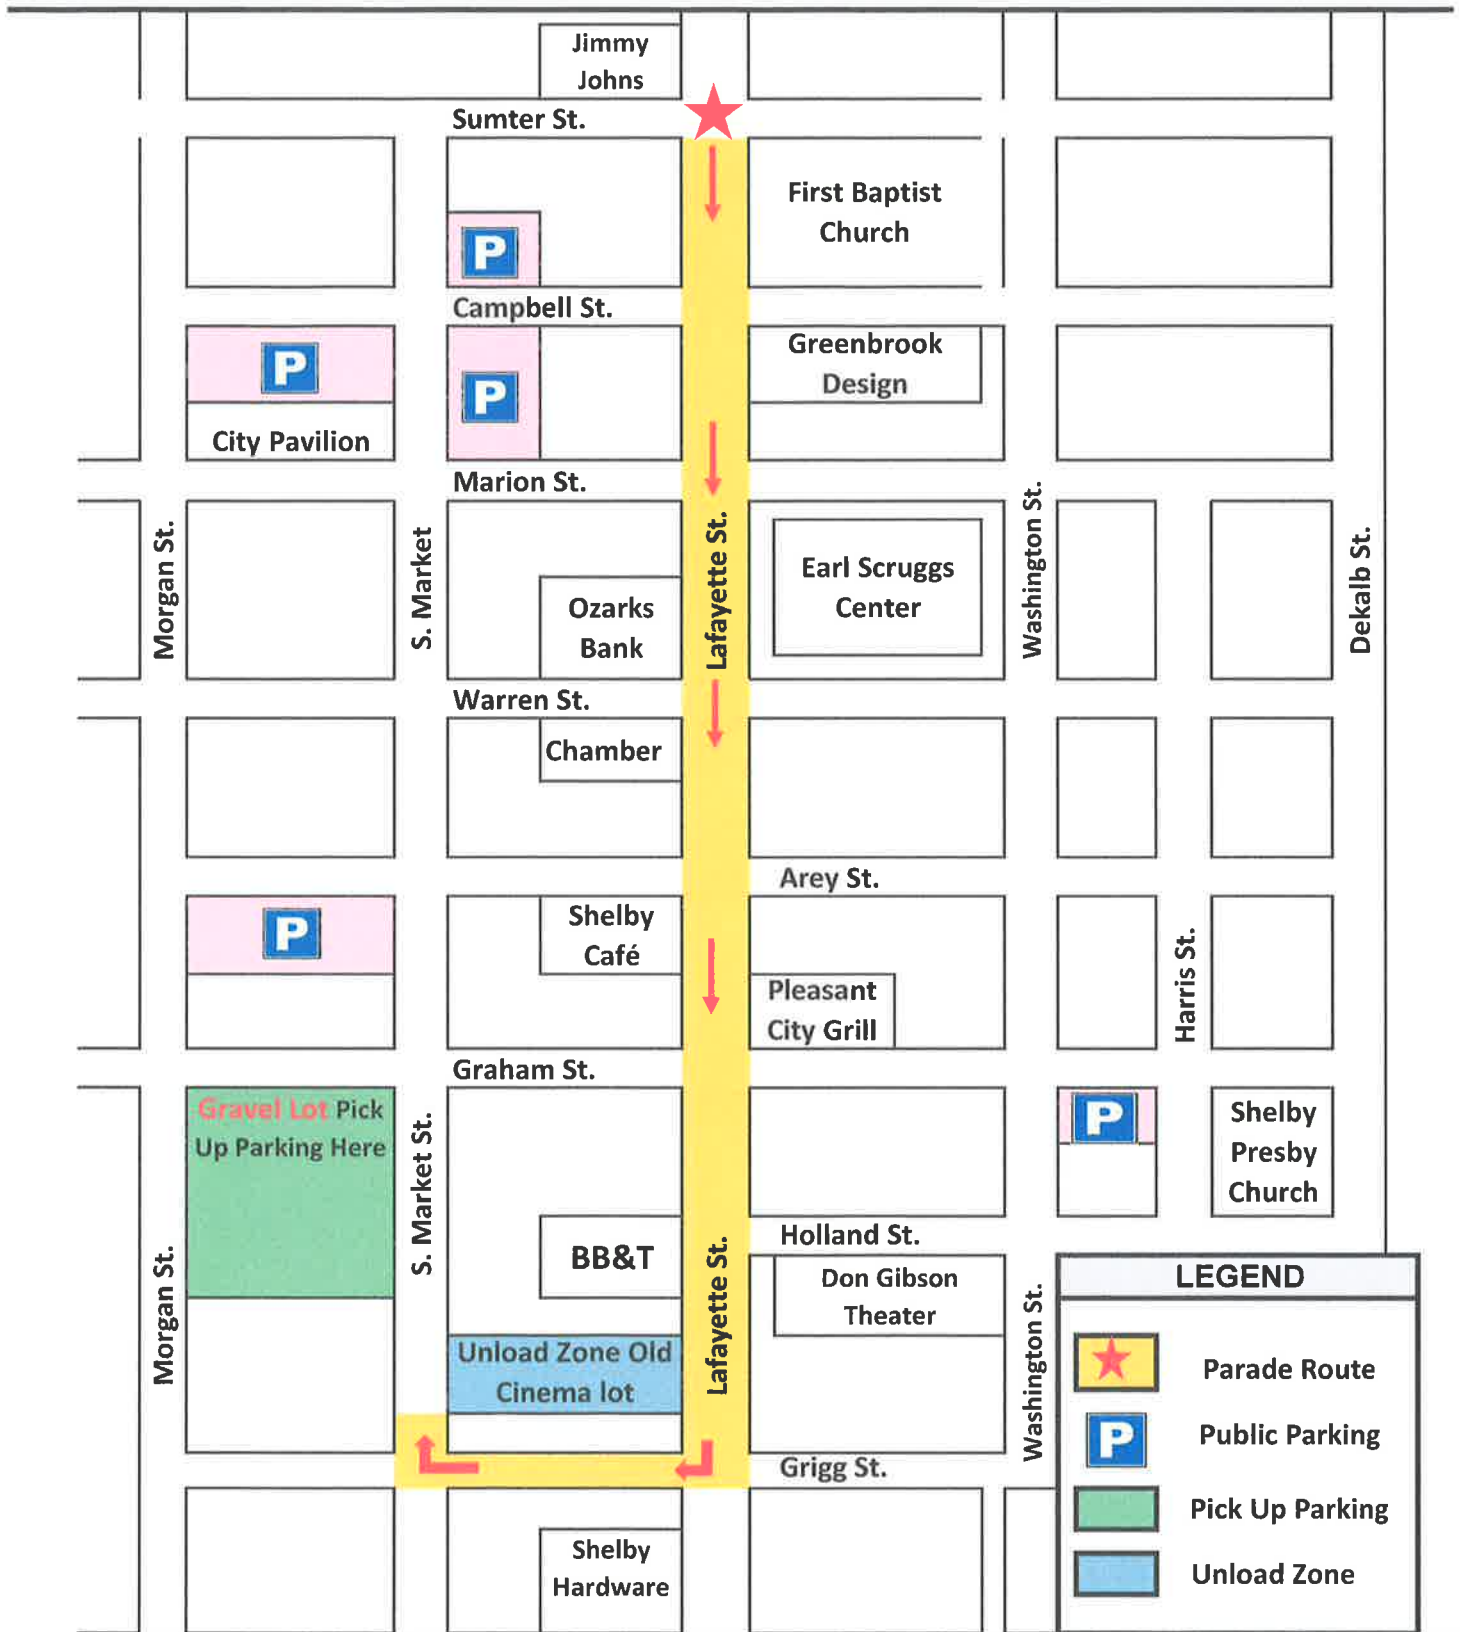 Jimmy
Johns
Sumter St.
First Baptist
Church
P
Campbell St.
P
City Pavilion
P
Greenbrook
Design
Marion St.
Morgan St.
S. Market
Ozarks
Bank
Lafayette St.
Earl Scruggs
Center
Washington St.
Dekalb St.
Warren St.
Chamber
Arey St.
P
Shelby
Café
Pleasant
City Grill
Harris St.
Graham St.
Gravel Lot Pick
Up Parking Here
S. Market St.
P
Shelby
Presby
Church
Morgan St.
BB&T
Lafayette St.
Holland St.
Don Gibson
Theater
Washington St.
Unload Zone Old
Cinema lot
Grigg St.
Shelby
Hardware
LEGEND
Parade Route
P
Public Parking
Pick Up Parking
Unload Zone